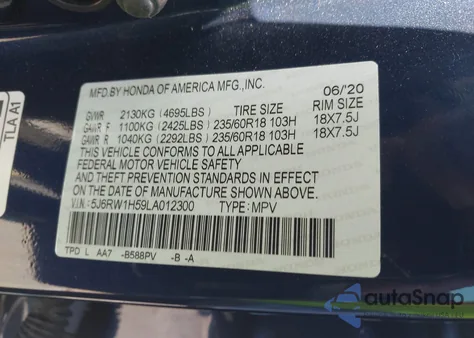 MFD.BY HONDA OF AMERICA MFG.,INC. 06/'20
GVWR 2130KG (4695LBS) TIRE SIZE RIM SIZE
GAWR F 1100KG (2425LBS) 235/60R18 103H 18X7.5J
GAWR R 1040KG (2292LBS) 235/60R18 103H 18X7.5J
THIS VEHICLE CONFORMS TO ALL APPLICABLE
FEDERAL MOTOR VEHICLE SAFETY
AND THEFT PREVENTION STANDARDS IN EFFECT ON THE
DATE OF MANUFACTURE SHOWN ABOVE.
V.I.N.: 5J6RW1H59LA012300 TYPE: MPV
TPD L AA7 -B588PV -B -A
TLA A1
autoSnap